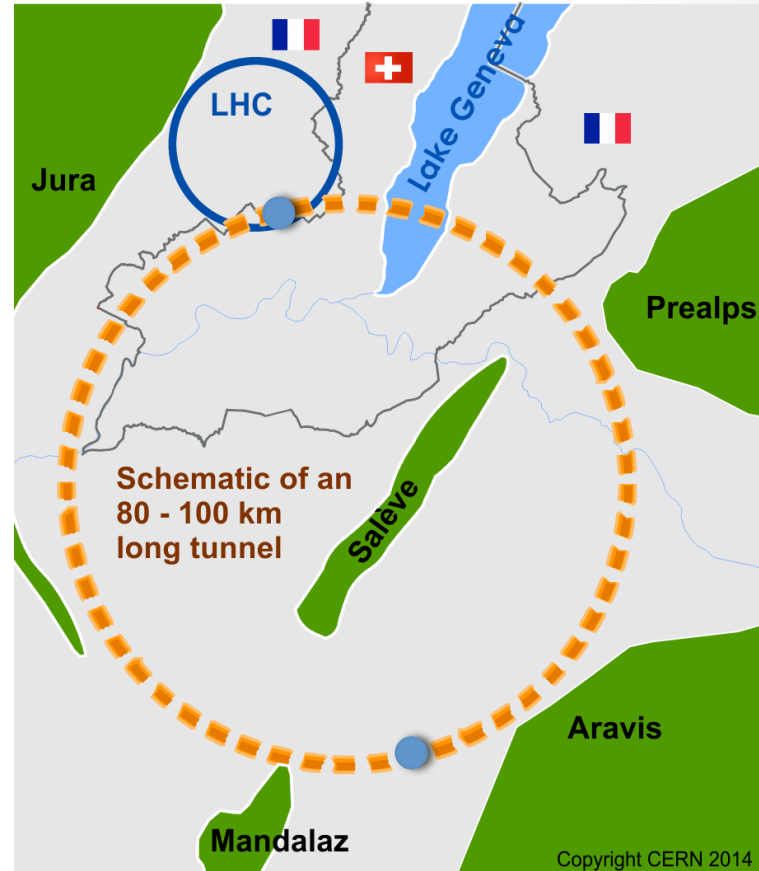 LHC
Lake Geneva
Jura
Prealps
Schematic of an
80 - 100 km
long tunnel
Salève
Aravis
Mandalaz
Copyright CERN 2014